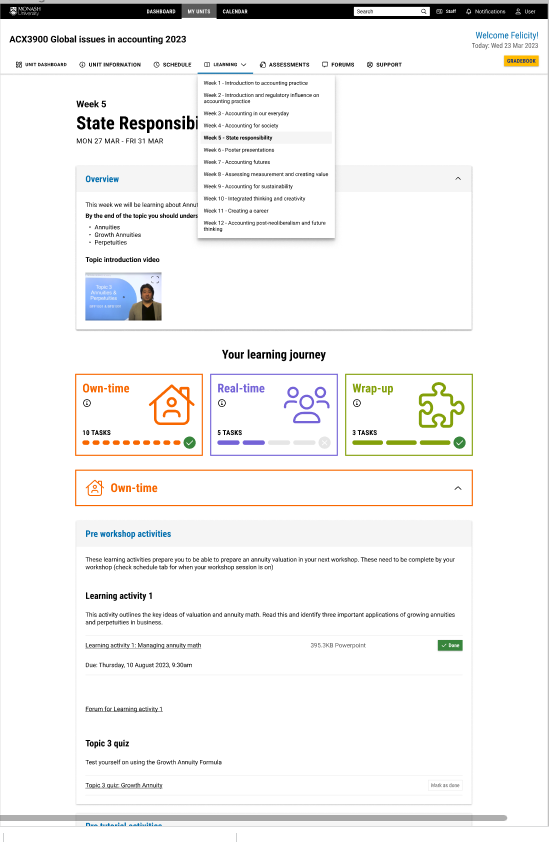 MONASH University
DASHBOARD MY UNITS CALENDAR
Search
Staff Notifications User
ACX3900 Global issues in accounting 2023
Welcome Felicity!
Today: Wed 23 Mar 2023
UNIT DASHBOARD UNIT INFORMATION SCHEDULE LEARNING ASSESSMENTS FORUMS SUPPORT
GRADEBOOK
Week 1 - Introduction to accounting practice
Week 2 - Introduction and regulatory influence on
accounting practice
Week 3 - Accounting in our everyday
Week 4 - Accounting for society
Week 5 - State responsibility
Week 6 - Poster presentations
Week 7 - Accounting futures
Week 8 - Assessing measurement and creating value
Week 9 - Accounting for sustainability
Week 10 - Integrated thinking and creativity
Week 11 - Creating a career
Week 12 - Accounting post-neoliberalism and future
thinking
Week 5
State Responsibi
MON 27 MAR - FRI 31 MAR
Overview
This week we will be learning about Annu
By the end of the topic you should unders
• Annuities
• Growth Annuities
• Perpetuities
Topic introduction video
Topic 3
Annuities &
Perpetuities
Your learning journey
Own-time
10 TASKS
Real-time
5 TASKS
Wrap-up
3 TASKS
Own-time
Pre workshop activities
These learning activities prepare you to be able to prepare an annuity valuation in your next workshop. These need to be complete by your
workshop (check schedule tab for when your workshop session is on)
Learning activity 1
This activity outlines the key ideas of valuation and annuity math. Read this and identify three important applications of growing annuities
and perpetuities in business.
Learning activity 1: Managing annuity math
395.3KB Powerpoint
Done
Due: Thursday, 10 August 2023, 9.30am
Forum for Learning activity 1
Topic 3 quiz
Test yourself on using the Growth Annuity Formula
Topic 3 quiz: Growth Annuity
Mark as done
Pre tutorial activities